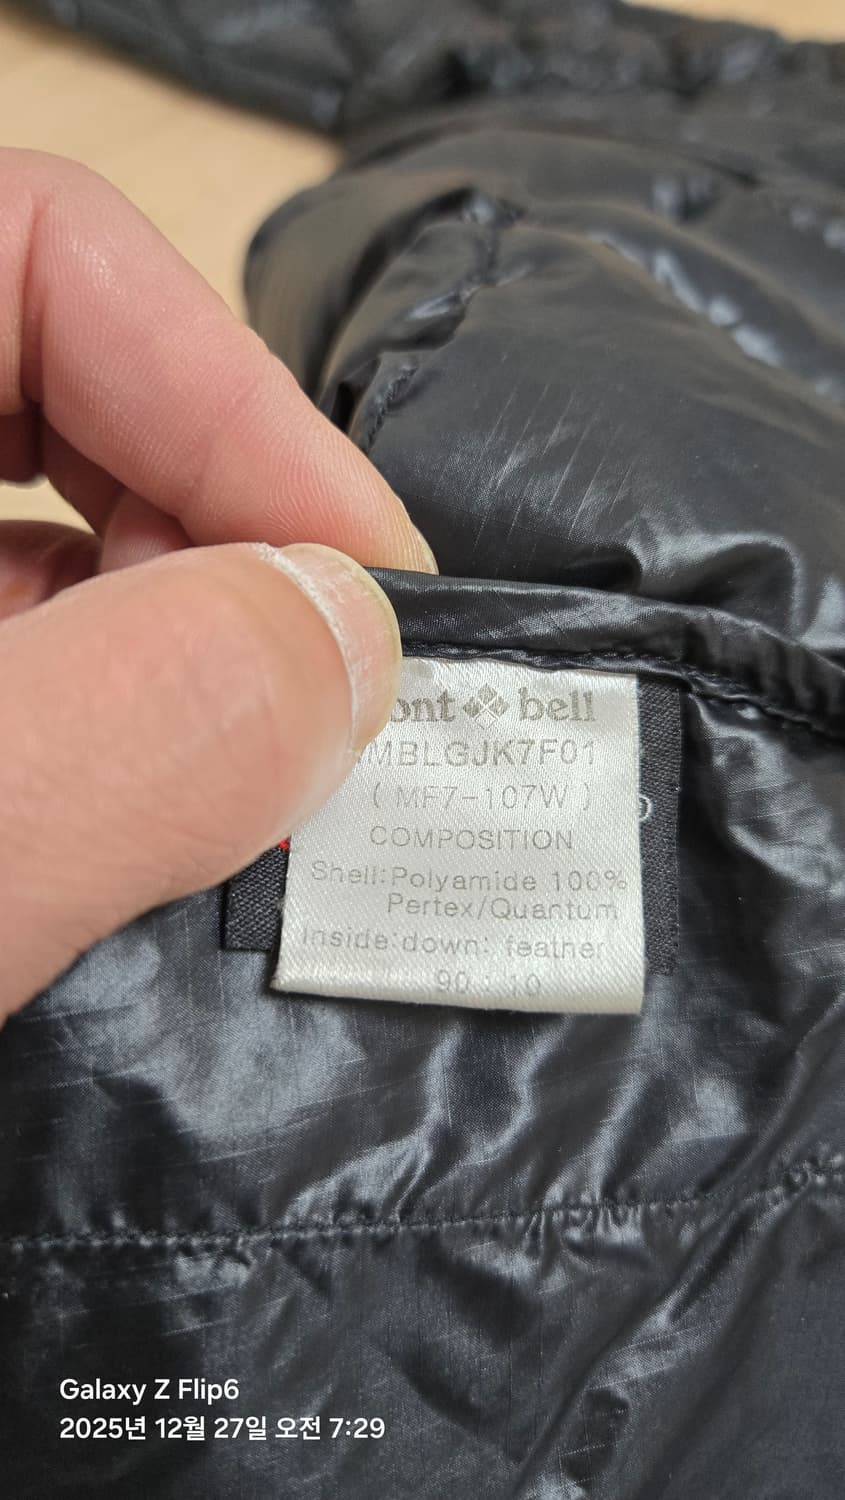 ont bell
MBLGJK7F01
( MF7-107W )
COMPOSITION
Shell:Polyamide 100%
Pertex/Quantum
Inside:down: feather
90 : 10
Galaxy Z Flip6
2025년 12월 27일 오전 7:29